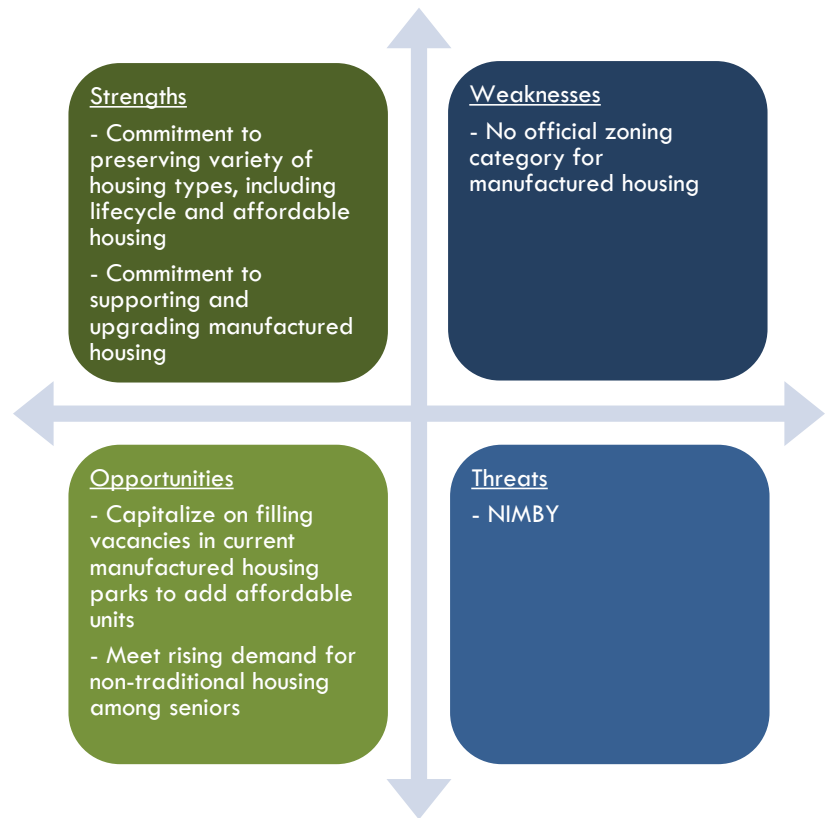 Strengths
- Commitment to
preserving variety of
housing types, including
lifecycle and affordable
housing
- Commitment to
supporting and
upgrading manufactured
housing
Weaknesses
- No official zoning
category for
manufactured housing
Opportunities
- Capitalize on filling
vacancies in current
manufactured housing
parks to add affordable
units
- Meet rising demand for
non-traditional housing
among seniors
Threats
- NIMBY